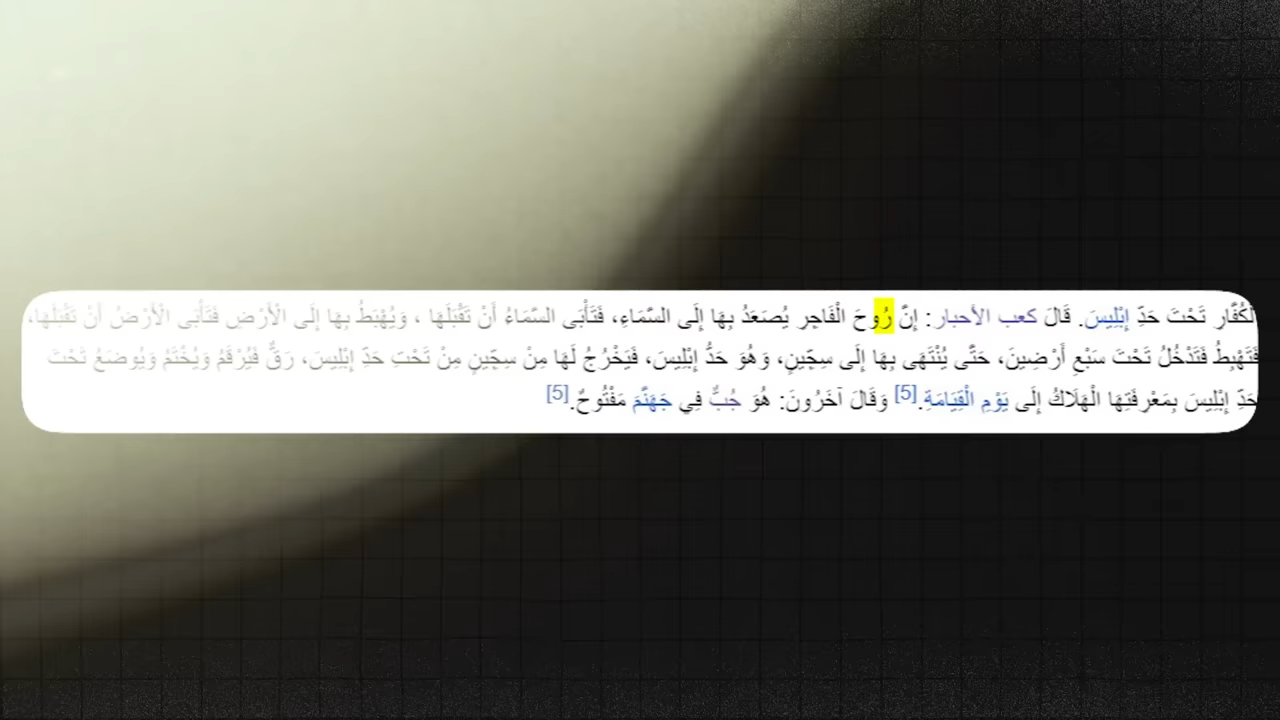 لْكُفَّارِ تَحْتَ حَدِّ إِبْلِيسَ. قَالَ كعب الأحبار: إِنَّ رُوحَ الْفَاجِرِ يُصْعَدُ بِهَا إِلَى السَّمَاءِ، فَتَأْبَى السَّمَاءُ أَنْ تَقْبَلَهَا ، وَيُهْبَطُ بِهَا إِلَى الْأَرْضِ فَتَأْبَى الْأَرْضُ أَنْ تَقْبَلَهَا،
فَتَهْبِطُ فَتَدْخُلُ تَحْتَ سَبْعِ أَرْضِينَ، حَتَّى يُنْتَهَى بِهَا إِلَى سِجِّينٍ، وَهُوَ حَدُّ إِبْلِيسَ، فَيَخْرُجُ لَهَا مِنْ سِجِّينٍ مِنْ تَحْتِ حَدِّ إِبْلِيسَ، رَقٌّ فَيُرْقَمُ وَيُخْتَمُ وَيُوضَعُ تَحْتَ
حَدِّ إِبْلِيسَ بِمَعْرِفَتِهَا الْهَلَاكُ إِلَى يَوْمِ الْقِيَامَةِ.[5] وَقَالَ آخَرُونَ: هُوَ جُبٌّ فِي جَهَنَّمَ مَفْتُوحٌ.[5]